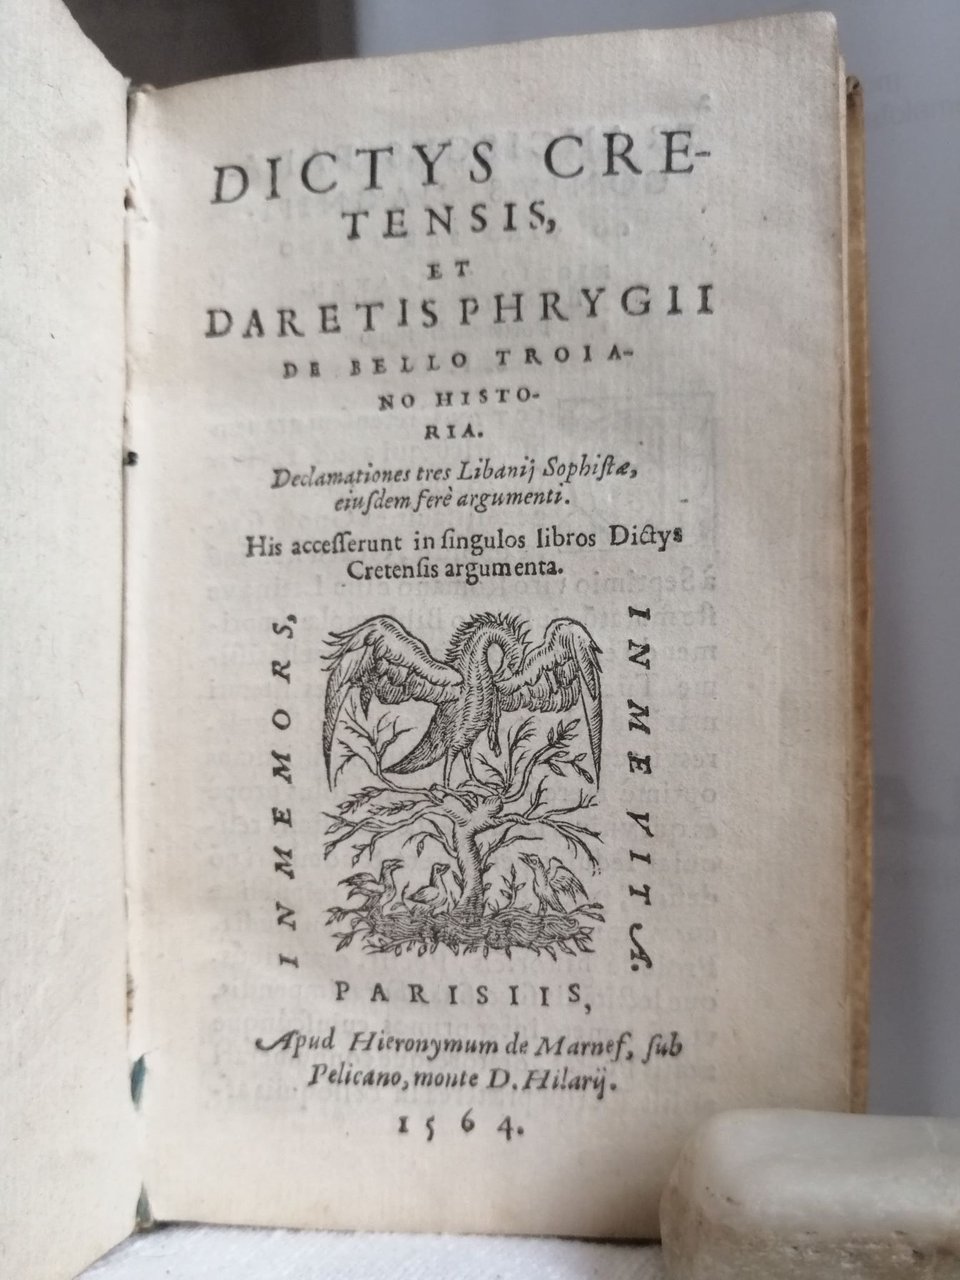 DICTYS CRE-
TENSIS,
ET
DARETIS PHRYGII
DE BELLO TROIA-
NO HISTO-
RIA.
Declamationes tres Libanij Sophiſtæ,
eiuſdem ferè argumenti.
His acceſſerunt in ſingulos libros Dictys
Cretenſis argumenta.
IN ME MORS,
IN ME VITA.
PARISIIS,
Apud Hieronymum de Marnef, ſub
Pelicano, monte D. Hilarij.
1564.